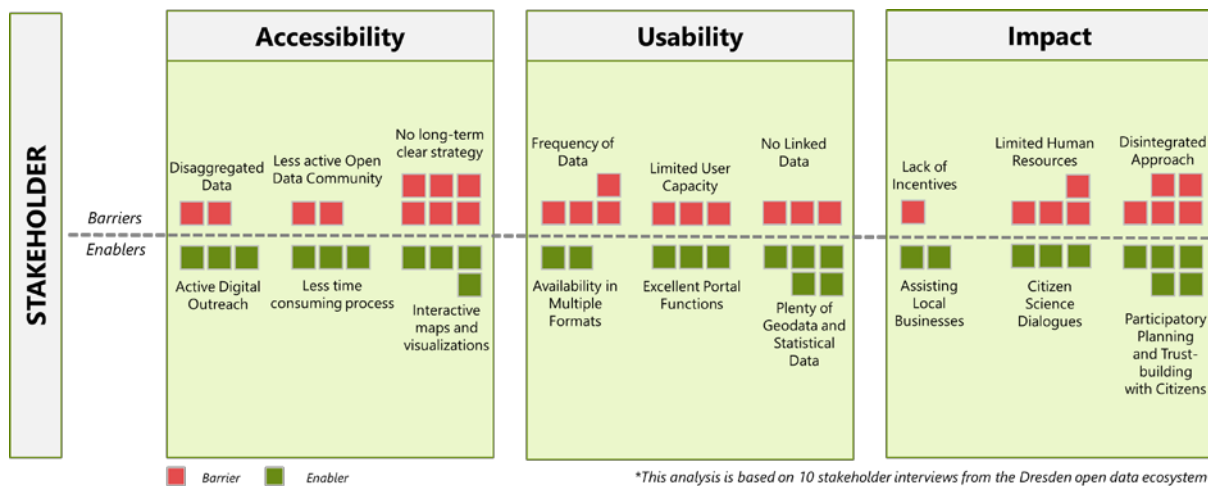 STAKEHOLDER
Accessibility
Usability
Impact
Barriers
Enablers
Disaggregated
Data
Less active Open
Data Community
No long-term
clear strategy
Active Digital
Outreach
Less time
consuming process
Interactive
maps and
visualizations
Frequency of
Data
Limited User
Capacity
No Linked
Data
Availability in
Multiple
Formats
Excellent Portal
Functions
Plenty of
Geodata and
Statistical
Data
Lack of
Incentives
Limited Human
Resources
Disintegrated
Approach
Assisting
Local
Businesses
Citizen
Science
Dialogues
Participatory
Planning
and Trust-
building
with Citizens
Barrier
Enabler
*This analysis is based on 10 stakeholder interviews from the Dresden open data ecosystem